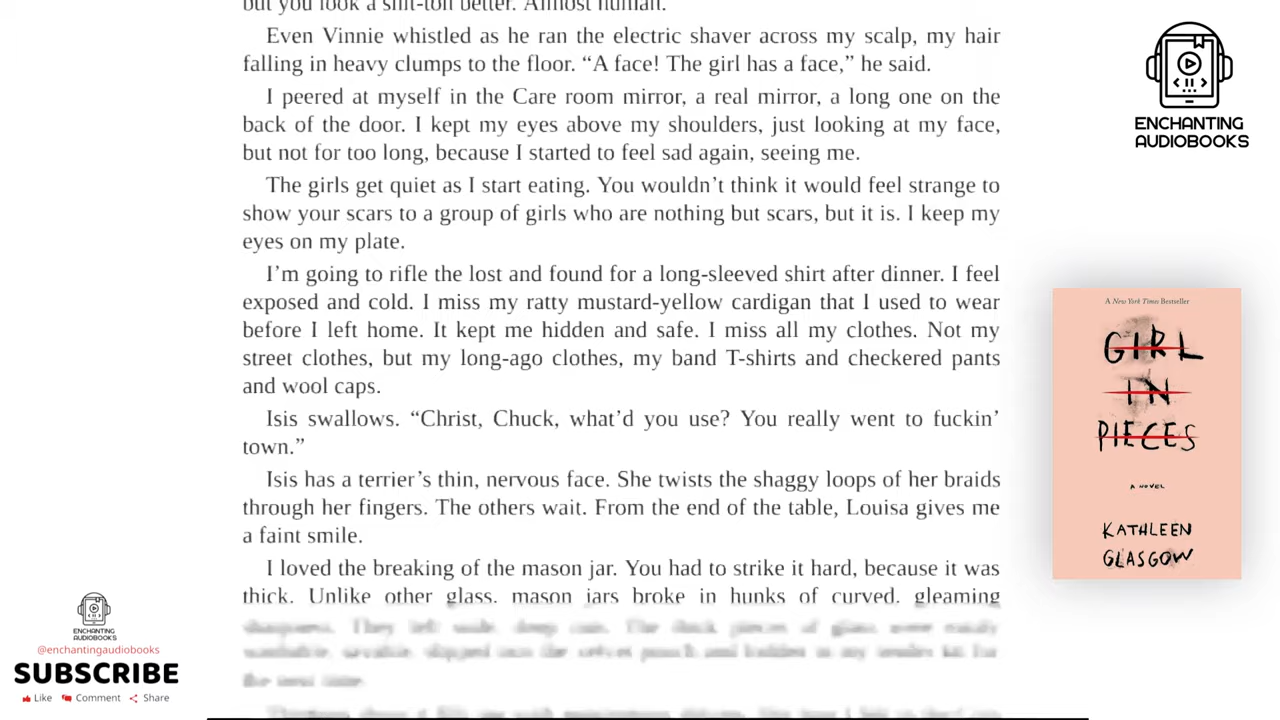 but you look a shit-ton better. Almost human.
Even Vinnie whistled as he ran the electric shaver across my scalp, my hair
falling in heavy clumps to the floor. “A face! The girl has a face,” he said.
I peered at myself in the Care room mirror, a real mirror, a long one on the
back of the door. I kept my eyes above my shoulders, just looking at my face,
but not for too long, because I started to feel sad again, seeing me.
The girls get quiet as I start eating. You wouldn’t think it would feel strange to
show your scars to a group of girls who are nothing but scars, but it is. I keep my
eyes on my plate.
I’m going to rifle the lost and found for a long-sleeved shirt after dinner. I feel
exposed and cold. I miss my ratty mustard-yellow cardigan that I used to wear
before I left home. It kept me hidden and safe. I miss all my clothes. Not my
street clothes, but my long-ago clothes, my band T-shirts and checkered pants
and wool caps.
Isis swallows. “Christ, Chuck, what’d you use? You really went to fuckin’
town.”
Isis has a terrier’s thin, nervous face. She twists the shaggy loops of her braids
through her fingers. The others wait. From the end of the table, Louisa gives me
a faint smile.
I loved the breaking of the mason jar. You had to strike it hard, because it was
thick. Unlike other glass, mason jars broke in hunks of curved, gleaming
ENCHANTING
AUDIOBOOKS
A New York Times Bestseller
GIRL
IN
PIECES
A NOVEL
KATHLEEN
GLASGOW
ENCHANTING
AUDIOBOOKS
@enchantingaudiobooks
SUBSCRIBE
Like Comment Share